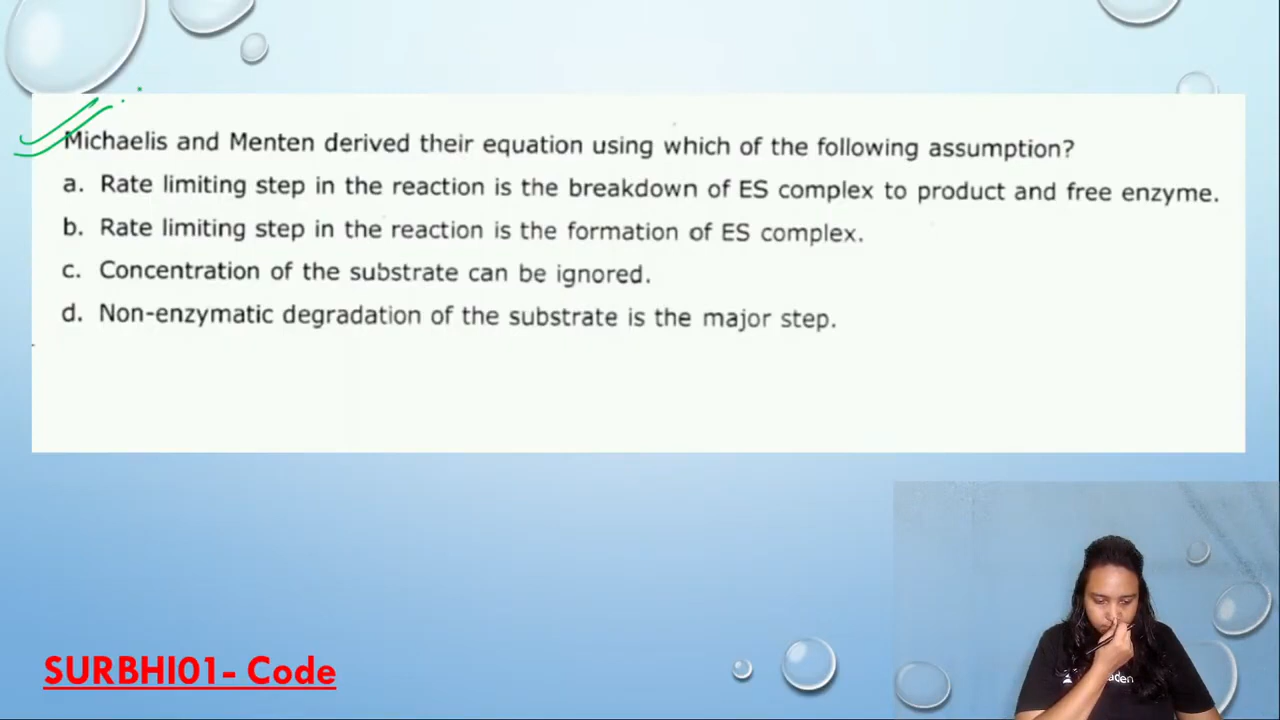 Michaelis and Menten derived their equation using which of the following assumption?
a. Rate limiting step in the reaction is the breakdown of ES complex to product and free enzyme.
b. Rate limiting step in the reaction is the formation of ES complex.
c. Concentration of the substrate can be ignored.
d. Non-enzymatic degradation of the substrate is the major step.
SURBHI01- Code